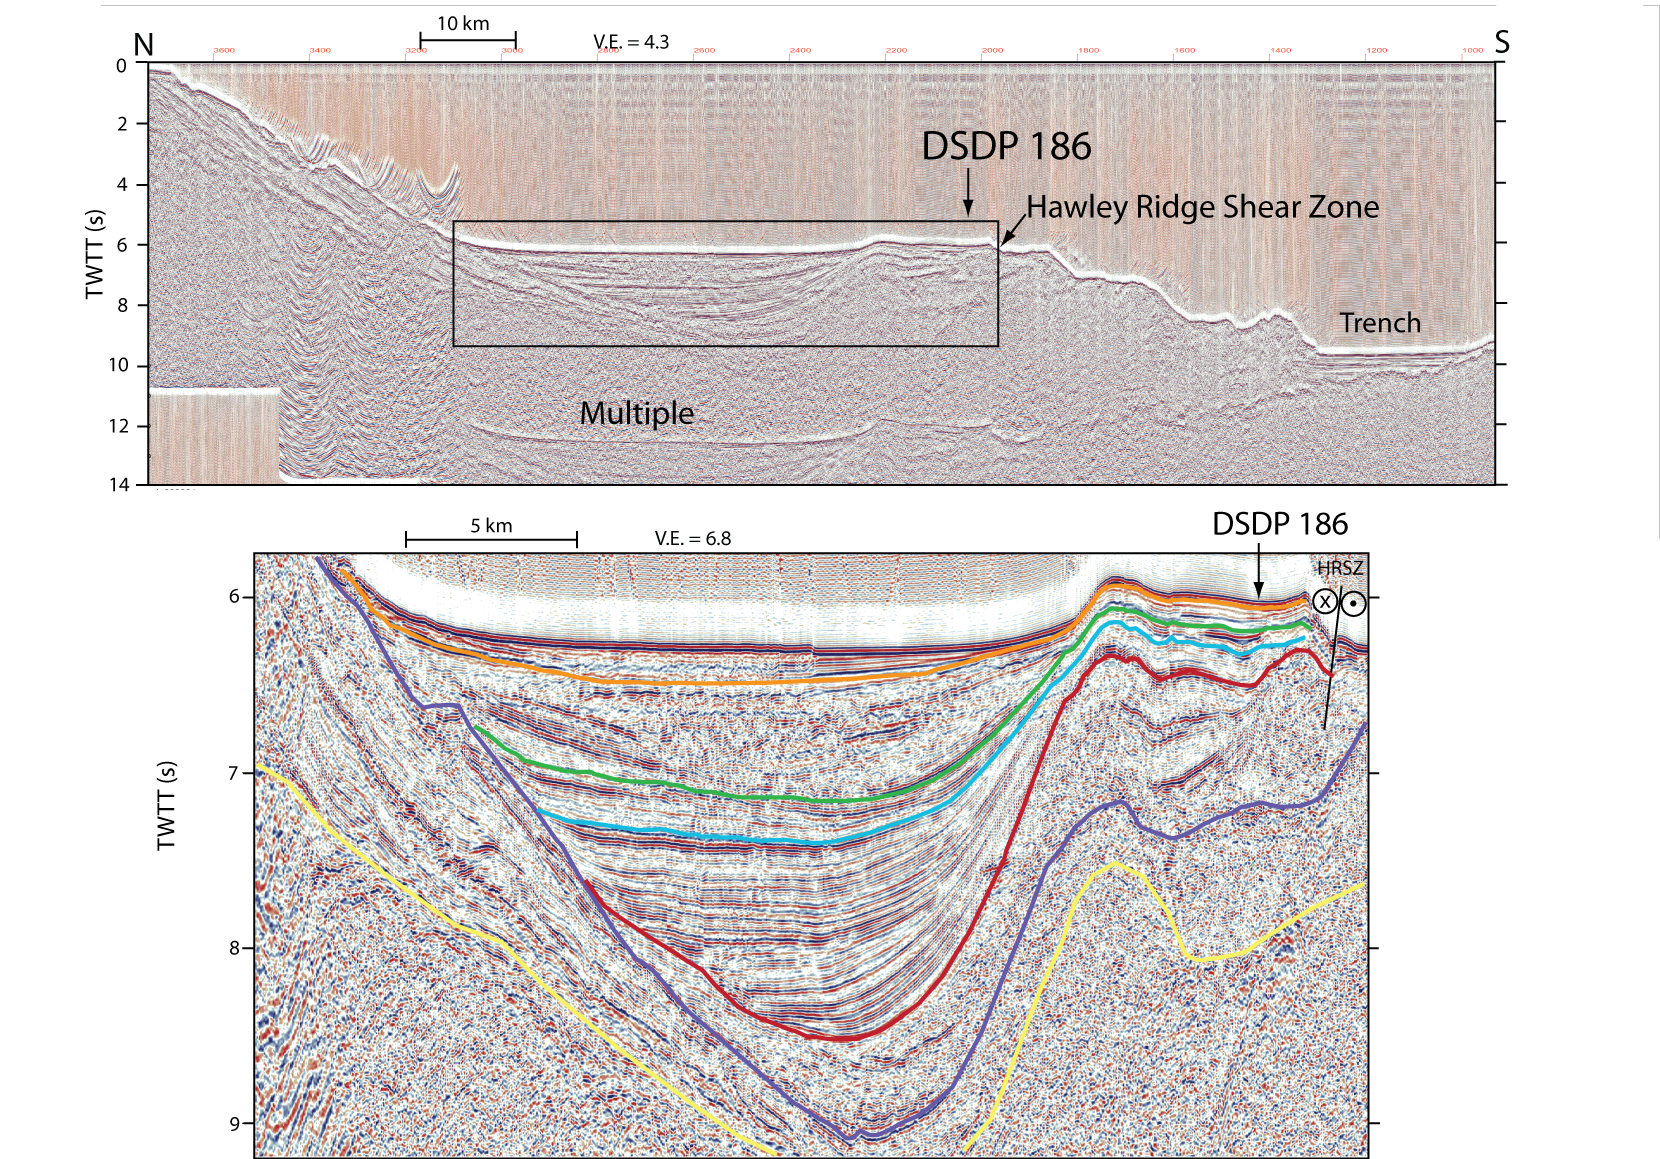 10 km
V.E. = 4.3
N
S
3600 3400 3200 3000 2800 2600 2400 2200 2000 1800 1600 1400 1200 1000
0
2
4
6
8
10
12
14
TWTT (s)
DSDP 186
Hawley Ridge Shear Zone
Trench
Multiple
5 km
V.E. = 6.8
DSDP 186
HRSZ
x
6
7
8
9
TWTT (s)